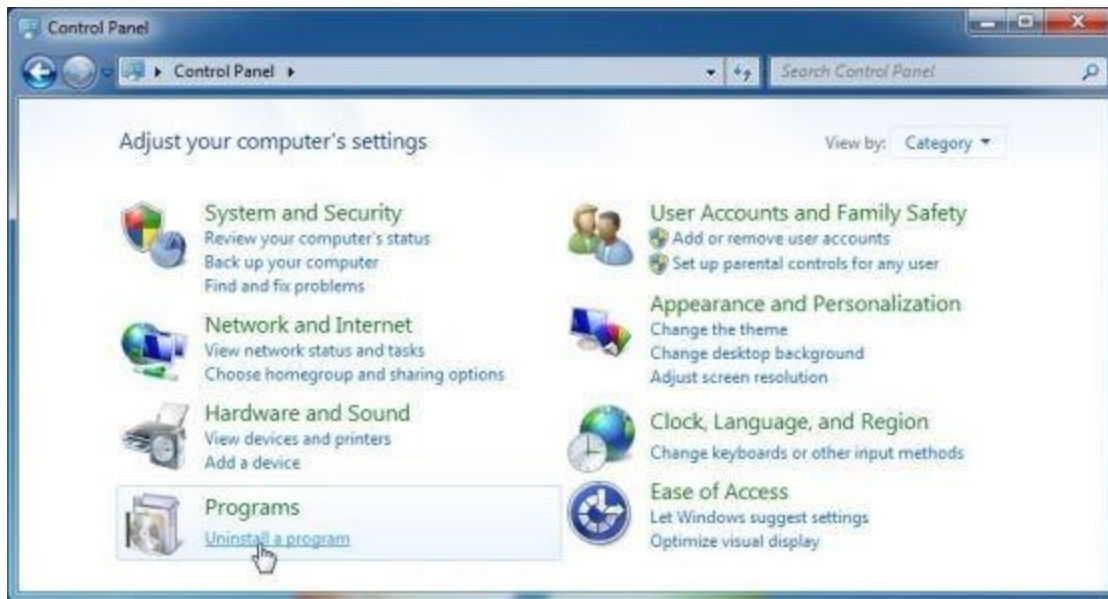 Control Panel
Control Panel
Search Control Panel
Adjust your computer's settings
View by: Category
System and Security
Review your computer's status
Back up your computer
Find and fix problems
Network and Internet
View network status and tasks
Choose homegroup and sharing options
Hardware and Sound
View devices and printers
Add a device
Programs
Uninstall a program
User Accounts and Family Safety
Add or remove user accounts
Set up parental controls for any user
Appearance and Personalization
Change the theme
Change desktop background
Adjust screen resolution
Clock, Language, and Region
Change keyboards or other input methods
Ease of Access
Let Windows suggest settings
Optimize visual display